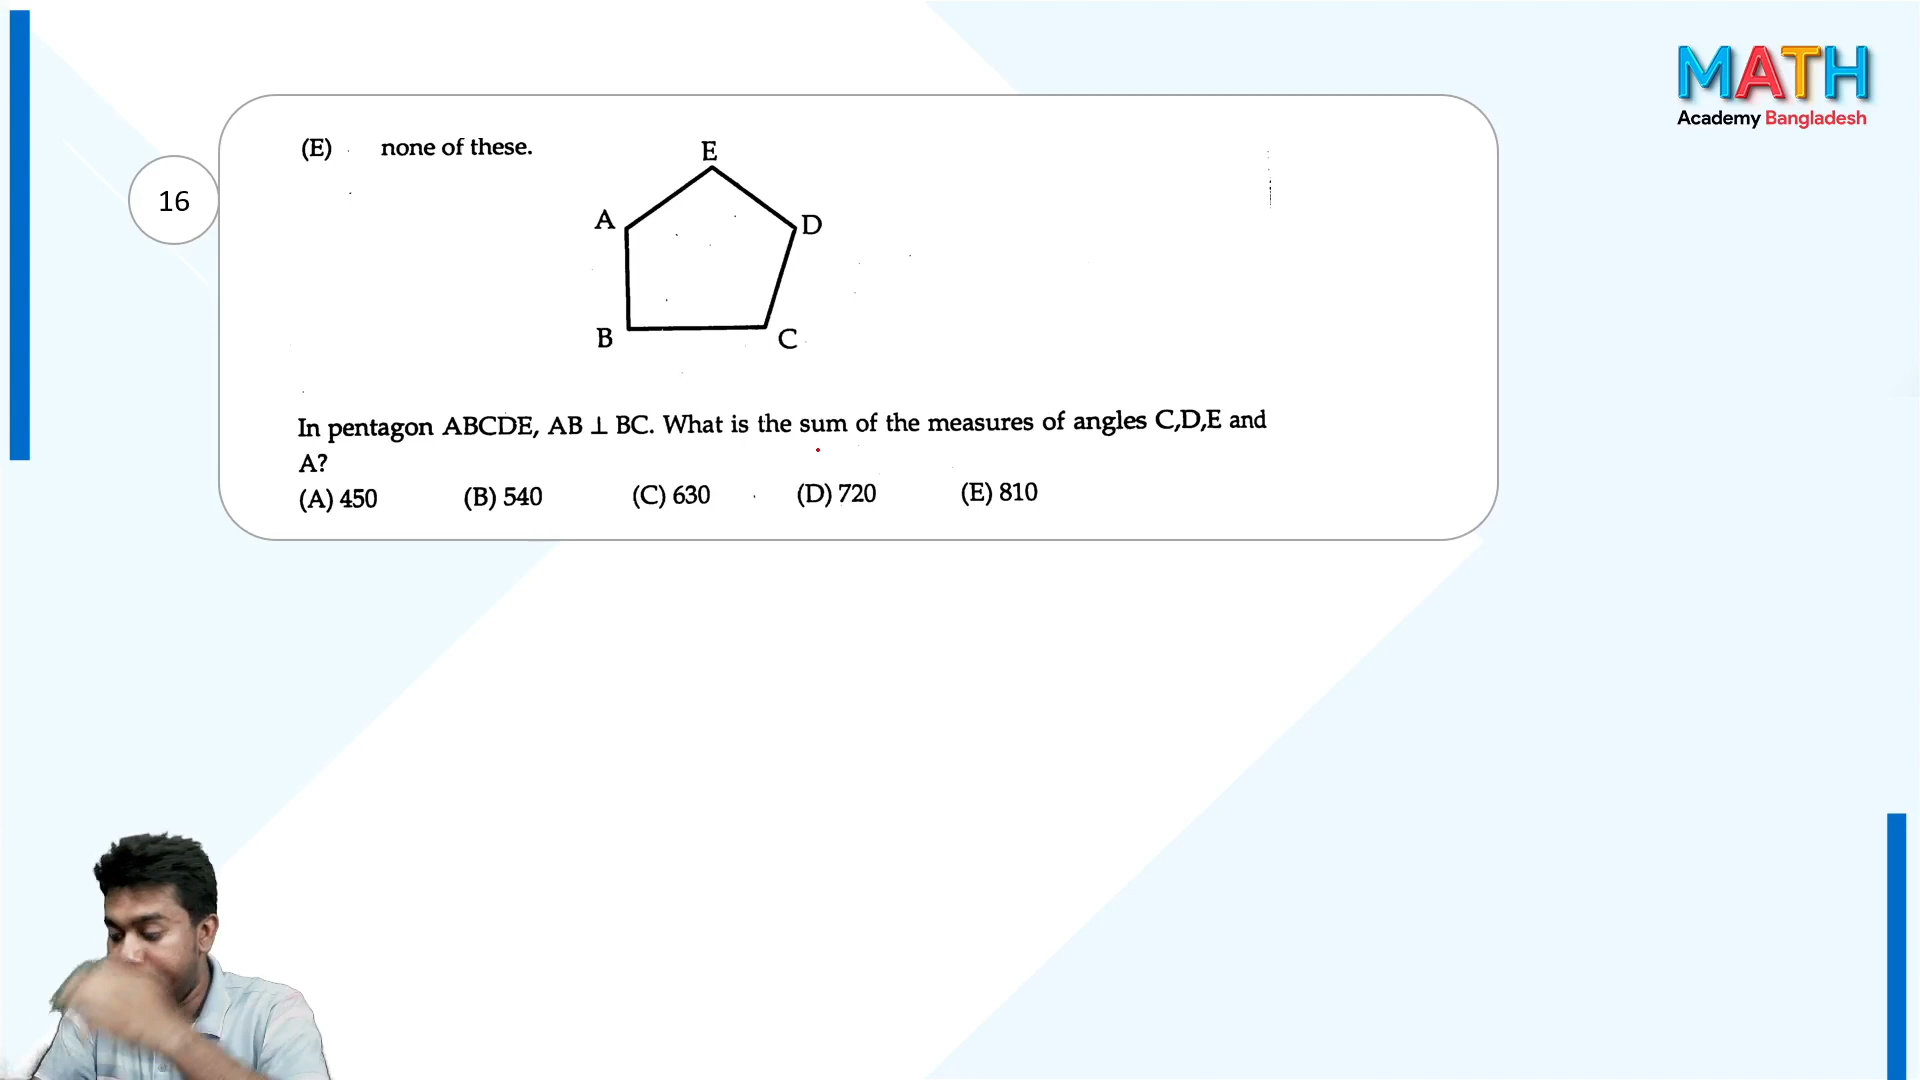 MATH
Academy Bangladesh
16
(E) none of these.
E
A
D
B
C
In pentagon ABCDE, AB ⊥ BC. What is the sum of the measures of angles C,D,E and
A?
(A) 450 (B) 540 (C) 630 (D) 720 (E) 810